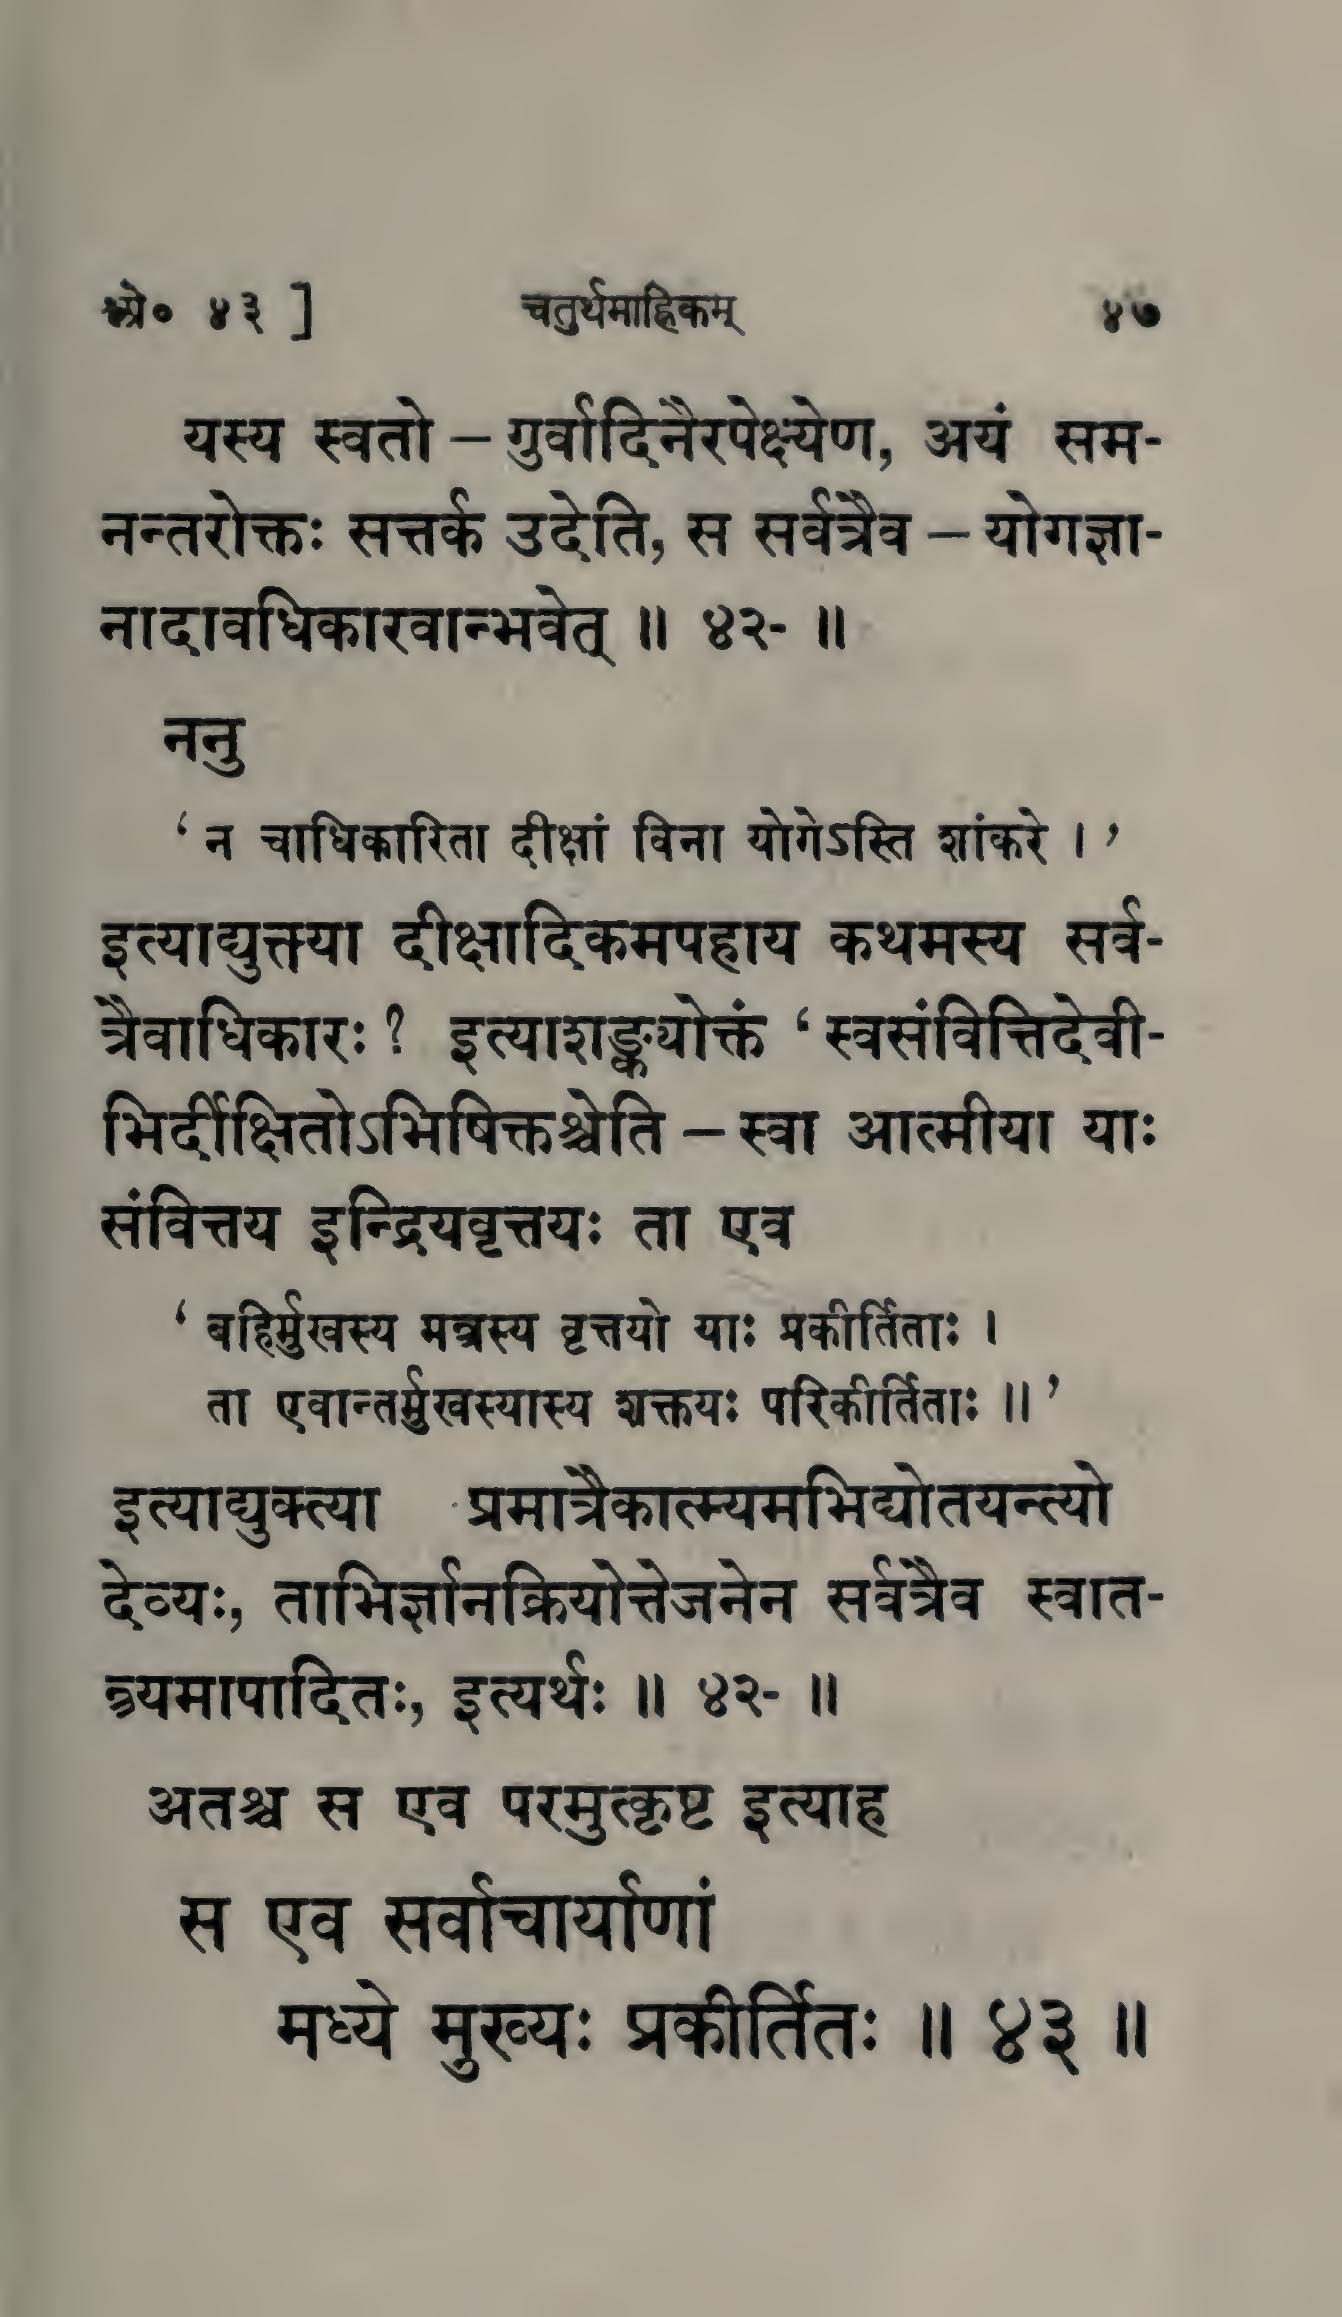 श्लो० ४३ ] चतुर्थमाह्निकम् ४७
यस्य स्वतो – गुर्वादिनैरपेक्ष्येण, अयं सम-
नन्तरोक्तः सत्तर्क उदेति, स सर्वत्रैव – योगज्ञा-
नादावधिकारवान्भवेत् ॥ ४२- ॥
ननु
‘ न चाधिकारिता दीक्षां विना योगेऽस्ति शांकरे । ’
इत्याद्युक्त्या दीक्षादिकमपहाय कथमस्य सर्व-
त्रैवाधिकारः ? इत्याशङ्क्योक्तं ‘ स्वसंवित्तिदेवी-
भिर्दीक्षितोऽभिषिक्तश्चेति – स्वा आत्मीया याः
संवित्तय इन्द्रियवृत्तयः ता एव
‘ बहिर्मुखस्य मन्त्रस्य वृत्तयो याः प्रकीर्तिताः ।
ता एवान्तर्मुखस्यास्य शक्तयः परिकीर्तिताः ॥ ’
इत्याद्युक्त्या प्रमात्रैकात्म्यमभिद्योतयन्त्यो
देव्यः, ताभिर्ज्ञानक्रियोत्तेजनेन सर्वत्रैव स्वात-
न्त्र्यमापादितः, इत्यर्थः ॥ ४२- ॥
अतश्च स एव परमुत्कृष्ट इत्याह
स एव सर्वाचार्याणां
मध्ये मुख्यः प्रकीर्तितः ॥ ४३ ॥